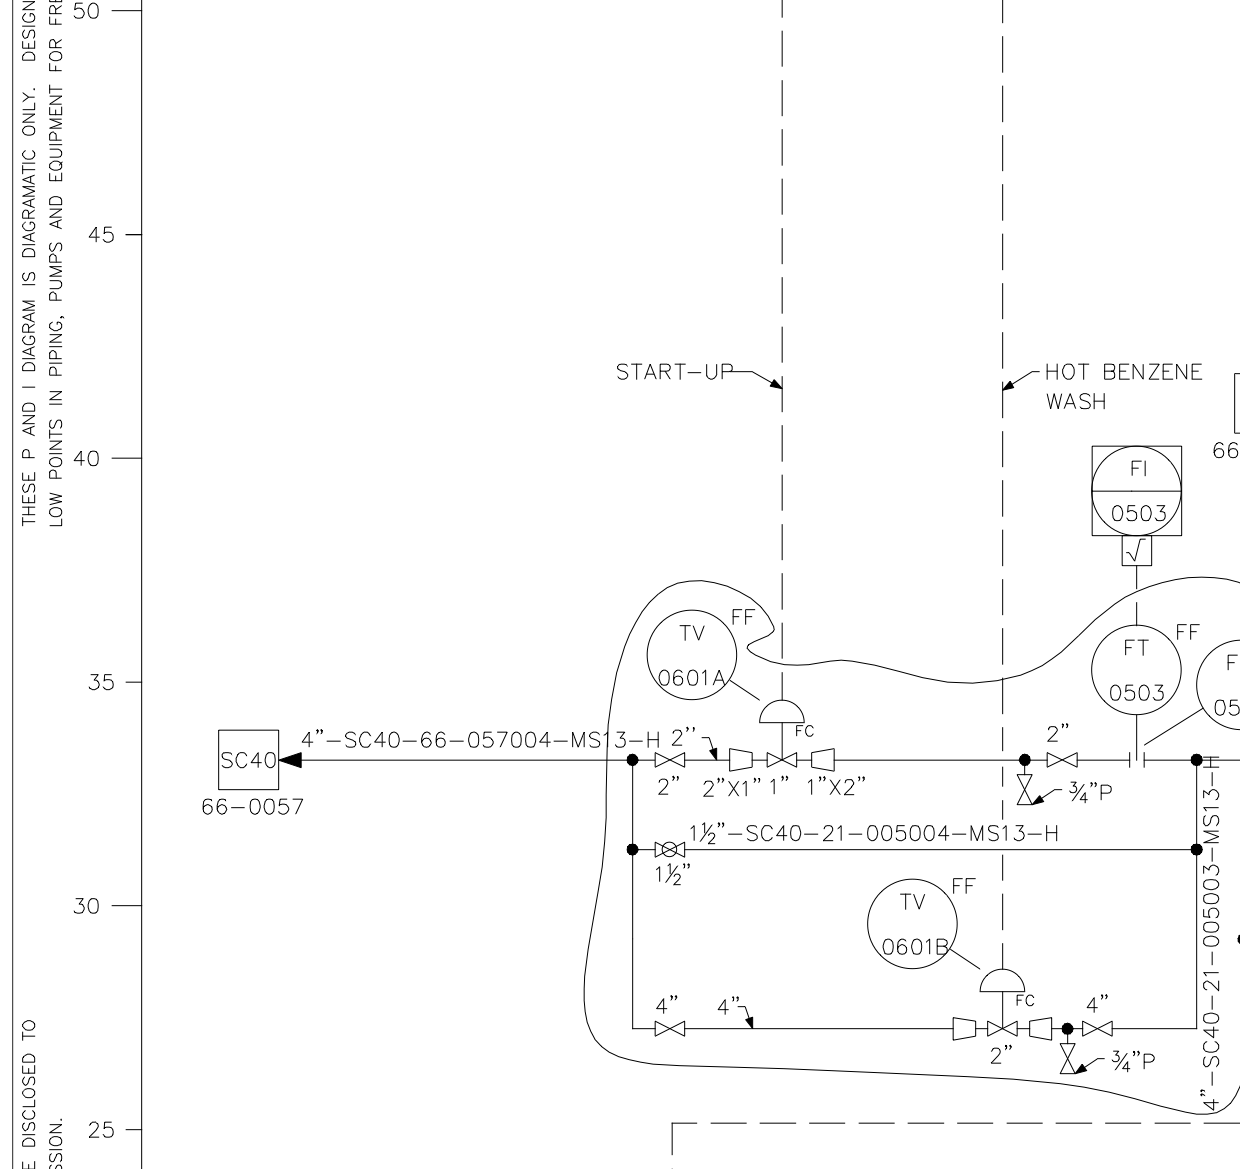 50
45
40
35
30
25
THESE P AND I DIAGRAM IS DIAGRAMATIC ONLY. DESIGN
LOW POINTS IN PIPING, PUMPS AND EQUIPMENT FOR FRE
E DISCLOSED TO
SSION.
START-UP
HOT BENZENE
WASH
66
FI
0503
√
FT
0503
FF
F
05
TV
0601A
FF
FC
SC40
66-0057
4"-SC40-66-057004-MS13-H
2''
2"
2"X1"
1"
1"X2"
2"
¾"P
1½"-SC40-21-005004-MS13-H
1½"
4"-SC40-21-005003-MS13-H
TV
0601B
FF
FC
4"
4"
2"
4"
¾"P